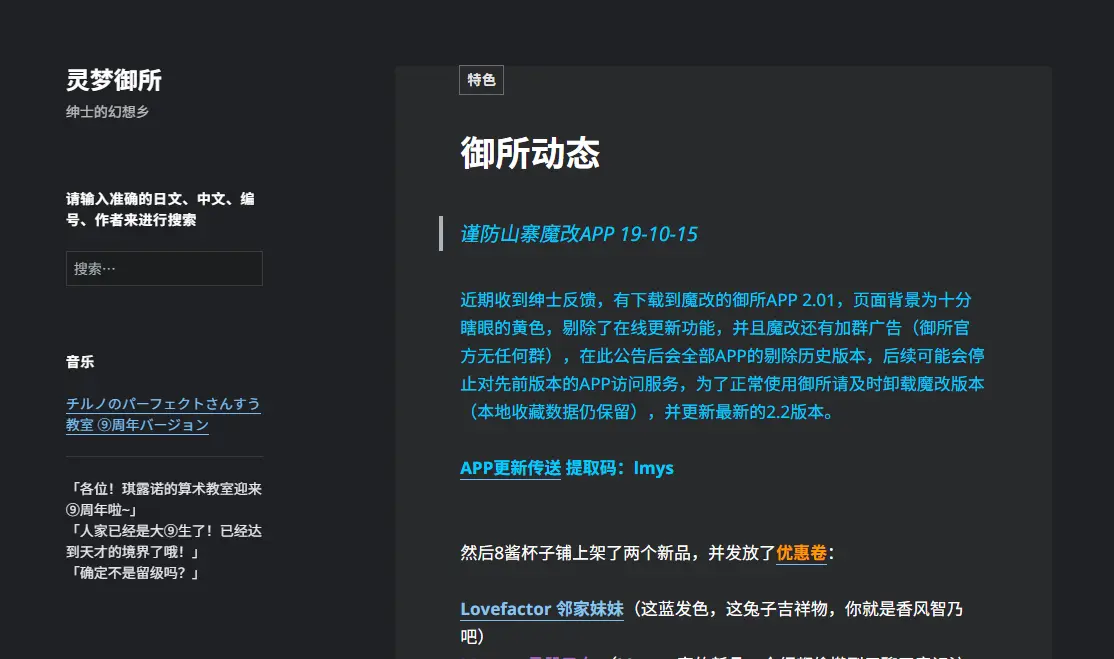 灵梦御所
绅士的幻想乡
请输入准确的日文、中文、编
号、作者来进行搜索
搜索…
音乐
チルノのパーフェクトさんすう
教室 ⑨周年バージョン
「各位！琪露诺的算术教室迎来
⑨周年啦~」
「人家已经是大⑨生了！已经达
到天才的境界了哦！」
「确定不是留级吗？」
特色
御所动态
谨防山寨魔改APP 19-10-15
近期收到绅士反馈，有下载到魔改的御所APP 2.01，页面背景为十分
瞎眼的黄色，剔除了在线更新功能，并且魔改还有加群广告（御所官
方无任何群），在此公告后会全部APP的剔除历史版本，后续可能会停
止对先前版本的APP访问服务，为了正常使用御所请及时卸载魔改版本
（本地收藏数据仍保留），并更新最新的2.2版本。
APP更新传送 提取码：lmys
然后8酱杯子铺上架了两个新品，并发放了优惠卷：
Lovefactor 邻家妹妹（这蓝发色，这兔子吉祥物，你就是香风智乃
吧）